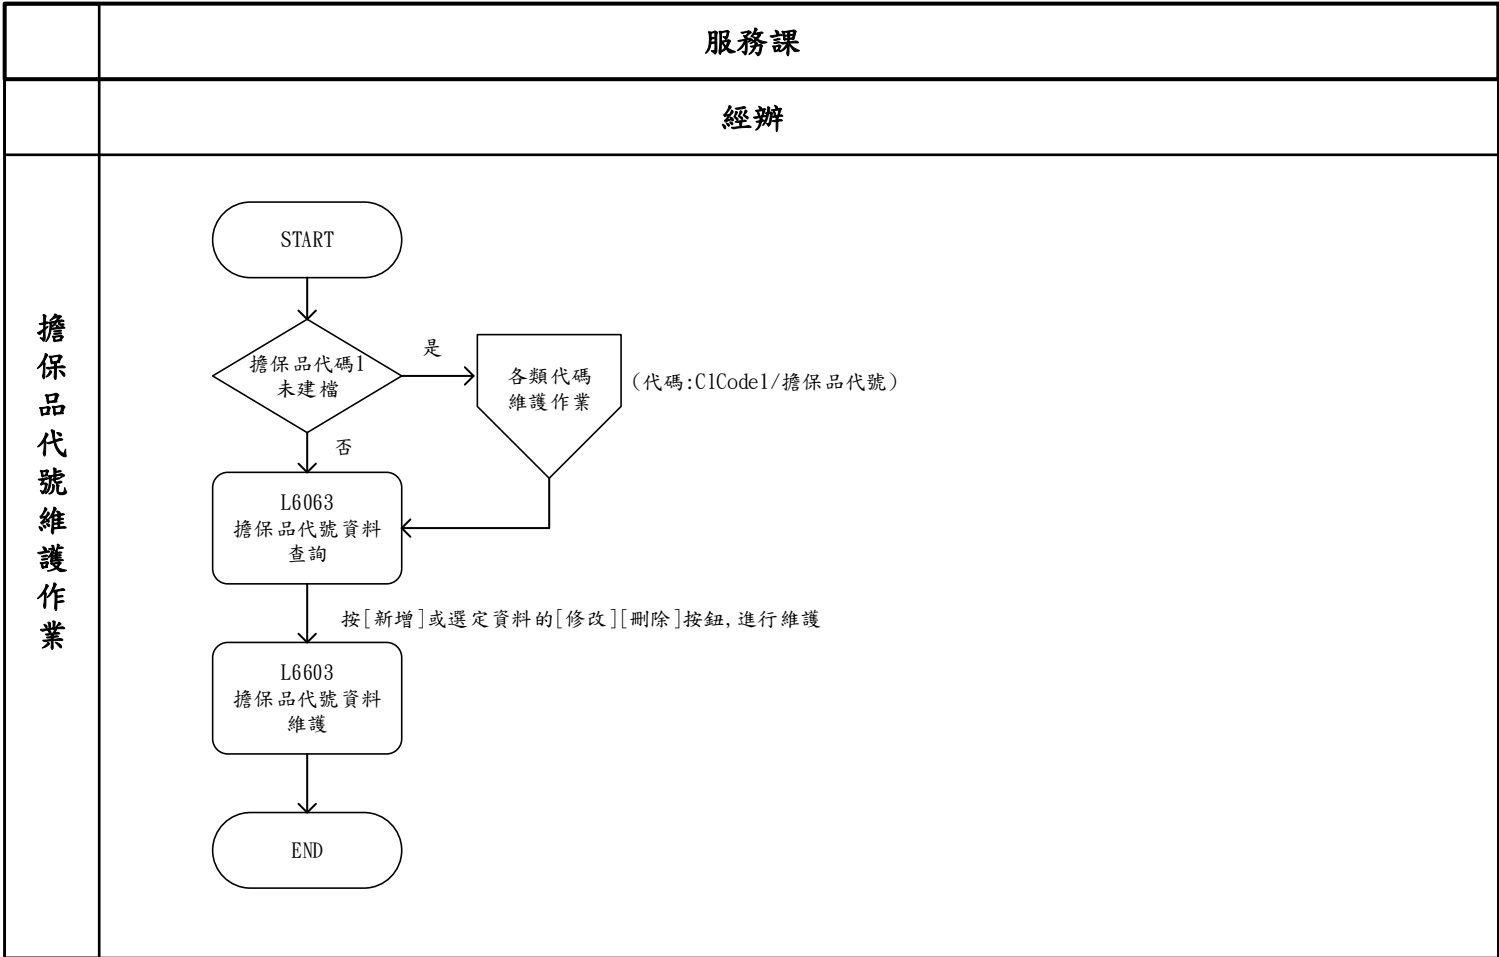 服務課
經辦
擔保品代號維護作業
START
擔保品代碼1
未建檔
是
各類代碼
維護作業
(代碼:ClCode1/擔保品代號)
否
L6063
擔保品代號資料
查詢
按[新增]或選定資料的[修改][刪除]按鈕,進行維護
L6603
擔保品代號資料
維護
END